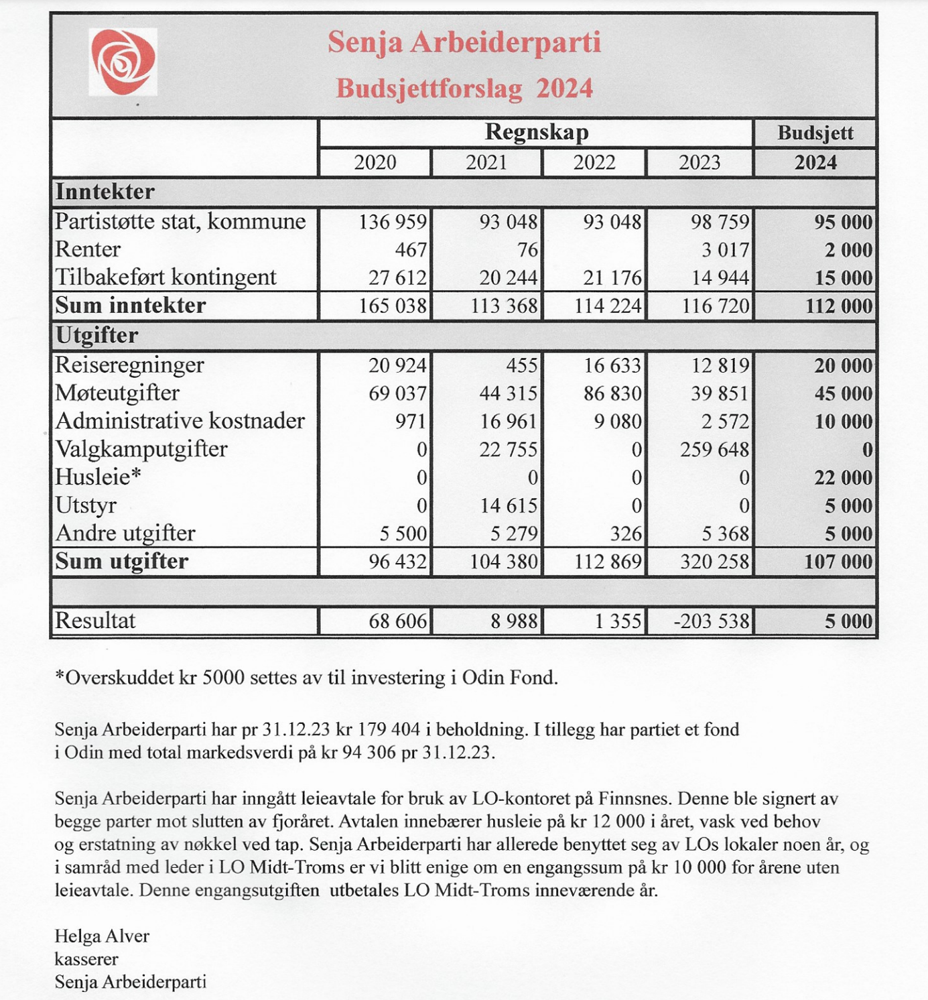 Senja Arbeiderparti
Budsjettforslag 2024
Regnskap Budsjett
2020 2021 2022 2023 2024
Inntekter
Partistøtte stat, kommune 136 959 93 048 93 048 98 759 95 000
Renter 467 76 3 017 2 000
Tilbakeført kontingent 27 612 20 244 21 176 14 944 15 000
Sum inntekter 165 038 113 368 114 224 116 720 112 000
Utgifter
Reiseregninger 20 924 455 16 633 12 819 20 000
Møteutgifter 69 037 44 315 86 830 39 851 45 000
Administrative kostnader 971 16 961 9 080 2 572 10 000
Valgkamputgifter 0 22 755 0 259 648 0
Husleie* 0 0 0 0 22 000
Utstyr 0 14 615 0 0 5 000
Andre utgifter 5 500 5 279 326 5 368 5 000
Sum utgifter 96 432 104 380 112 869 320 258 107 000
Resultat 68 606 8 988 1 355 -203 538 5 000
*Overskuddet kr 5000 settes av til investering i Odin Fond.
Senja Arbeiderparti har pr 31.12.23 kr 179 404 i beholdning. I tillegg har partiet et fond
i Odin med total markedsverdi på kr 94 306 pr 31.12.23.
Senja Arbeiderparti har inngått leieavtale for bruk av LO-kontoret på Finnsnes. Denne ble signert av
begge parter mot slutten av fjoråret. Avtalen innebærer husleie på kr 12 000 i året, vask ved behov
og erstatning av nøkkel ved tap. Senja Arbeiderparti har allerede benyttet seg av LOs lokaler noen år, og
i samråd med leder i LO Midt-Troms er vi blitt enige om en engangssum på kr 10 000 for årene uten
leieavtale. Denne engangsutgiften utbetales LO Midt-Troms inneværende år.
Helga Alver
kasserer
Senja Arbeiderparti